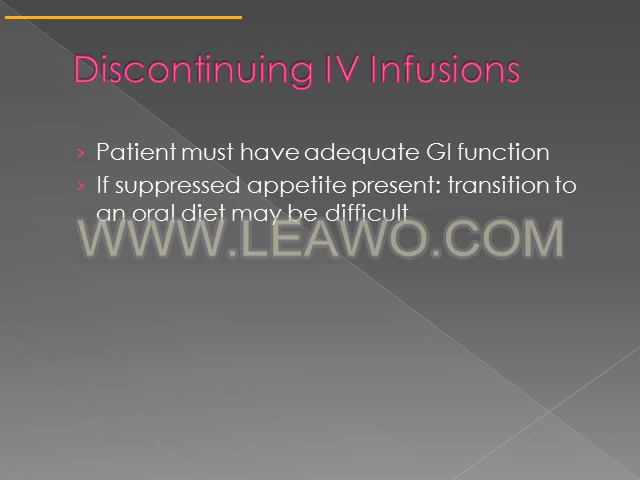 Discontinuing IV Infusions
› Patient must have adequate GI function
› If suppressed appetite present: transition to
an oral diet may be difficult
WWW.LEAWO.COM